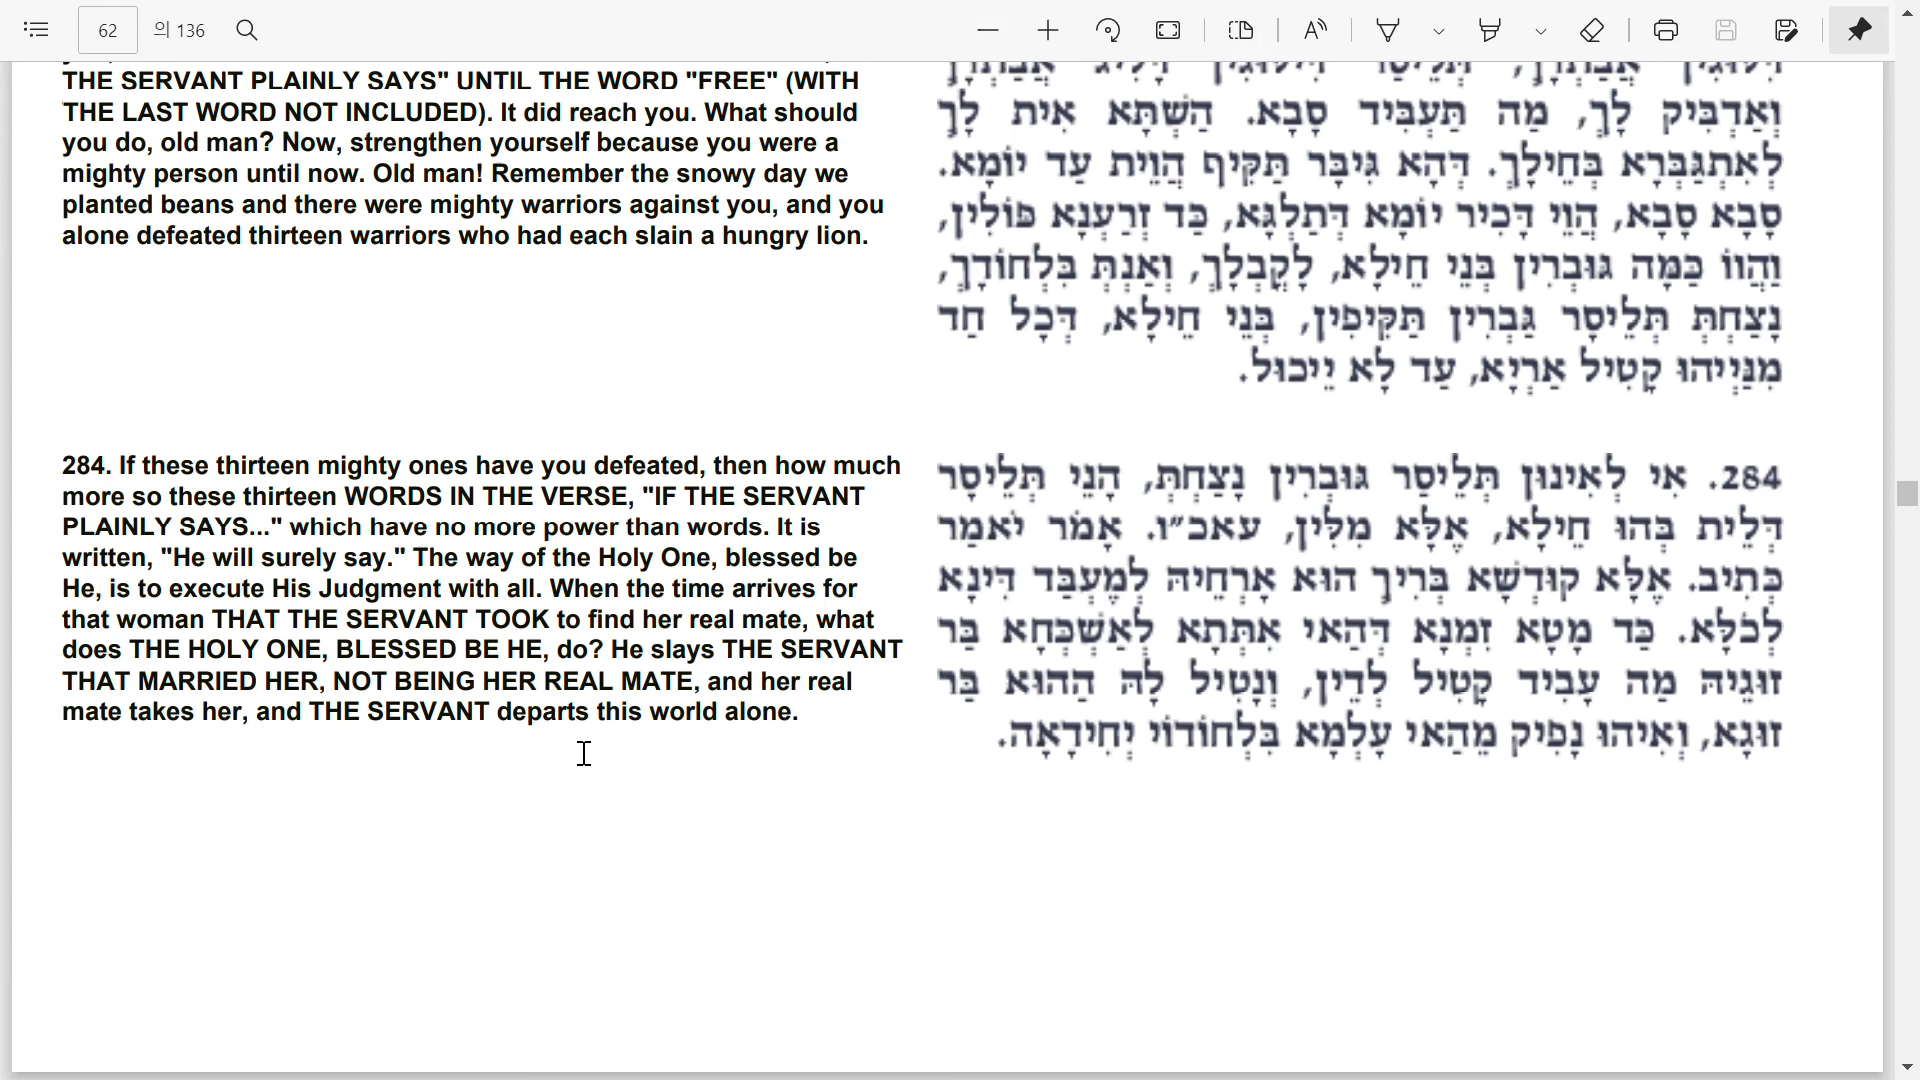 62
의 136
THE SERVANT PLAINLY SAYS" UNTIL THE WORD "FREE" (WITH
THE LAST WORD NOT INCLUDED). It did reach you. What should
you do, old man? Now, strengthen yourself because you were a
mighty person until now. Old man! Remember the snowy day we
planted beans and there were mighty warriors against you, and you
alone defeated thirteen warriors who had each slain a hungry lion.
וְאַדְבִּיק לָךְ, מַה תַּעְבִּיד סָבָא. הַשְׁתָּא אִית לָךְ
לְאִתְגַּבְּרָא בְּחֵילָךְ. דְּהָא גִּיבָּר תַּקִּיף הֲוֵית עַד יוֹמָא.
סָבָא סָבָא, הֲוֵי דָּכִיר יוֹמָא דְּתַלְגָּא, כַּד זְרַעְנָא פּוֹלִין,
וַהֲווֹ כַּמָּה גּוּבְרִין בְּנֵי חֵילָא, לָקֳבְלָךְ, וְאַנְתְּ בִּלְחוֹדָךְ,
נָצַחְתְּ תְּלֵיסָר גַּבְרִין תַּקִּיפִין, בְּנֵי חֵילָא, דְּכָל חַד
מִנַּיְיהוּ קָטִיל אַרְיָא, עַד לָא יֵיכוּל.
284. If these thirteen mighty ones have you defeated, then how much
more so these thirteen WORDS IN THE VERSE, "IF THE SERVANT
PLAINLY SAYS..." which have no more power than words. It is
written, "He will surely say." The way of the Holy One, blessed be
He, is to execute His Judgment with all. When the time arrives for
that woman THAT THE SERVANT TOOK to find her real mate, what
does THE HOLY ONE, BLESSED BE HE, do? He slays THE SERVANT
THAT MARRIED HER, NOT BEING HER REAL MATE, and her real
mate takes her, and THE SERVANT departs this world alone.
284. אִי לְאִינוּן תְּלֵיסַר גּוּבְרִין נָצַחְתְּ, הָנֵי תְּלֵיסָר
דְּלֵית בְּהוּ חֵילָא, אֶלָּא מִלִּין, עאכ״ו. אָמֹר יֹאמַר
כְּתִיב. אֶלָּא קוּדְשָׁא בְּרִיךְ הוּא אָרְחֵיהּ לְמֶעְבַּד דִּינָא
לְכֹלָּא. כַּד מָטָא זִמְנָא דְּהַאי אִתְּתָא לְאַשְׁכְּחָא בַּר
זוּגֵיהּ מַה עָבִיד קָטִיל לְדֵין, וְנָטִיל לָהּ הַהוּא בַּר
זוּגָא, וְאִיהוּ נָפִיק מֵהַאי עָלְמָא בִּלְחוֹדוֹי יְחִידָאָה.